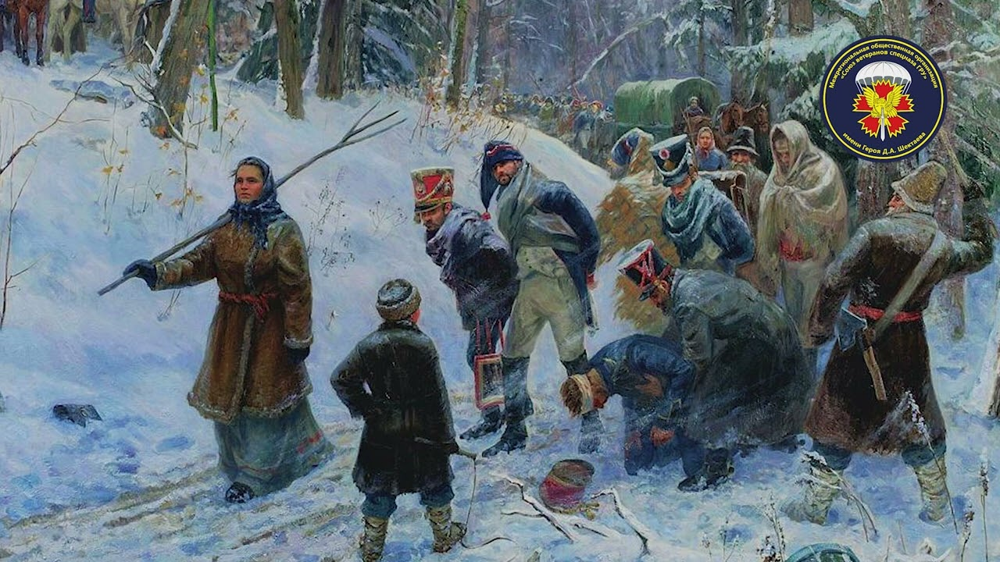 Межрегиональная общественная организация
«Союз ветеранов спецназа ГРУ»
имени Героя Д.А. Шектаева